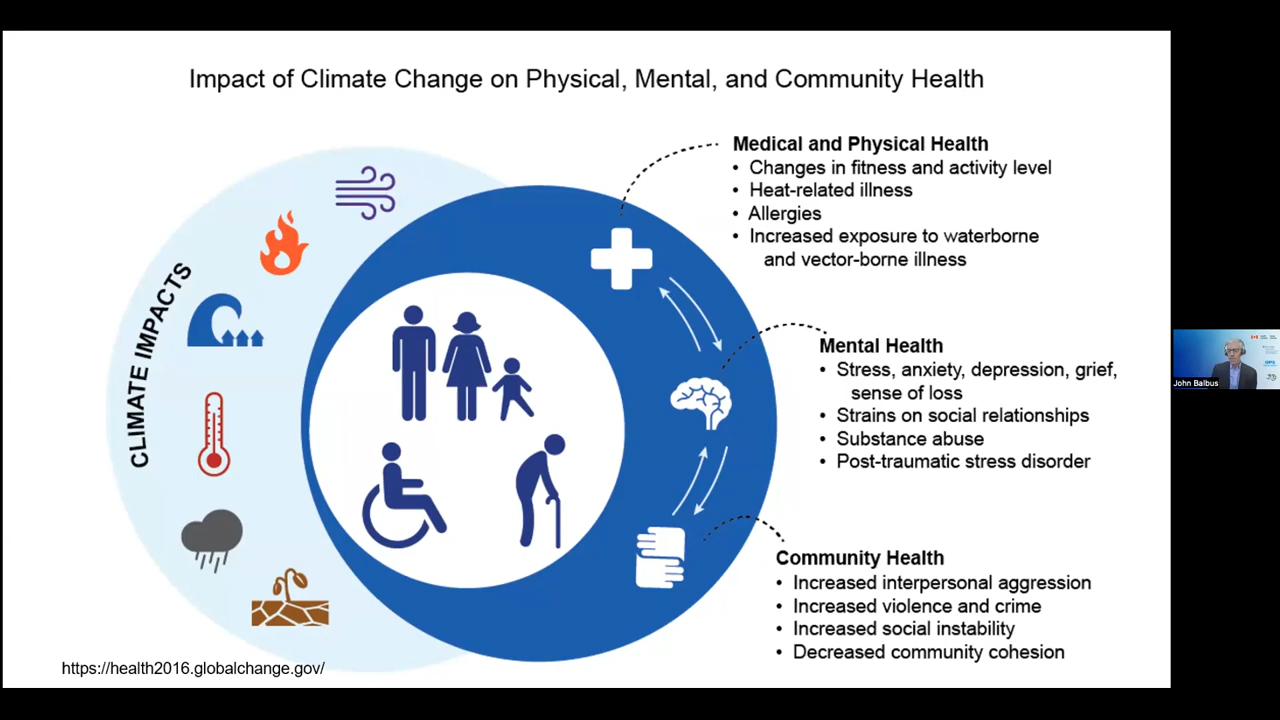 Impact of Climate Change on Physical, Mental, and Community Health
CLIMATE IMPACTS
Medical and Physical Health
• Changes in fitness and activity level
• Heat-related illness
• Allergies
• Increased exposure to waterborne
and vector-borne illness
Mental Health
• Stress, anxiety, depression, grief,
sense of loss
• Strains on social relationships
• Substance abuse
• Post-traumatic stress disorder
Community Health
• Increased interpersonal aggression
• Increased violence and crime
• Increased social instability
• Decreased community cohesion
https://health2016.globalchange.gov/
John Balbus